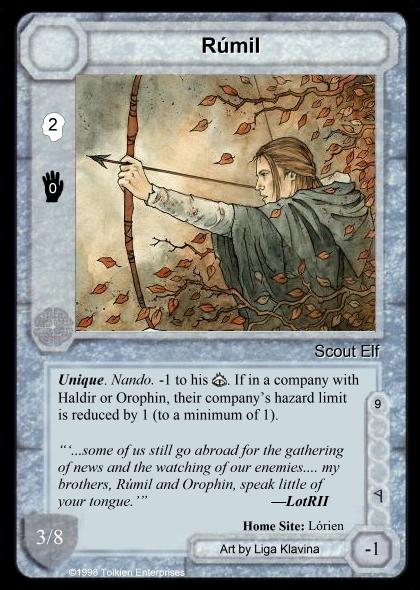 Rúmil
2
0
Scout Elf
Unique. Nando. -1 to his . If in a company with
Haldir or Orophin, their company's hazard limit
is reduced by 1 (to a minimum of 1).
9
“‘...some of us still go abroad for the gathering
of news and the watching of our enemies.... my
brothers, Rúmil and Orophin, speak little of
your tongue.’” —LotRII
Home Site: Lórien
3/8
Art by Liga Klavina
-1
©1998 Tolkien Enterprises